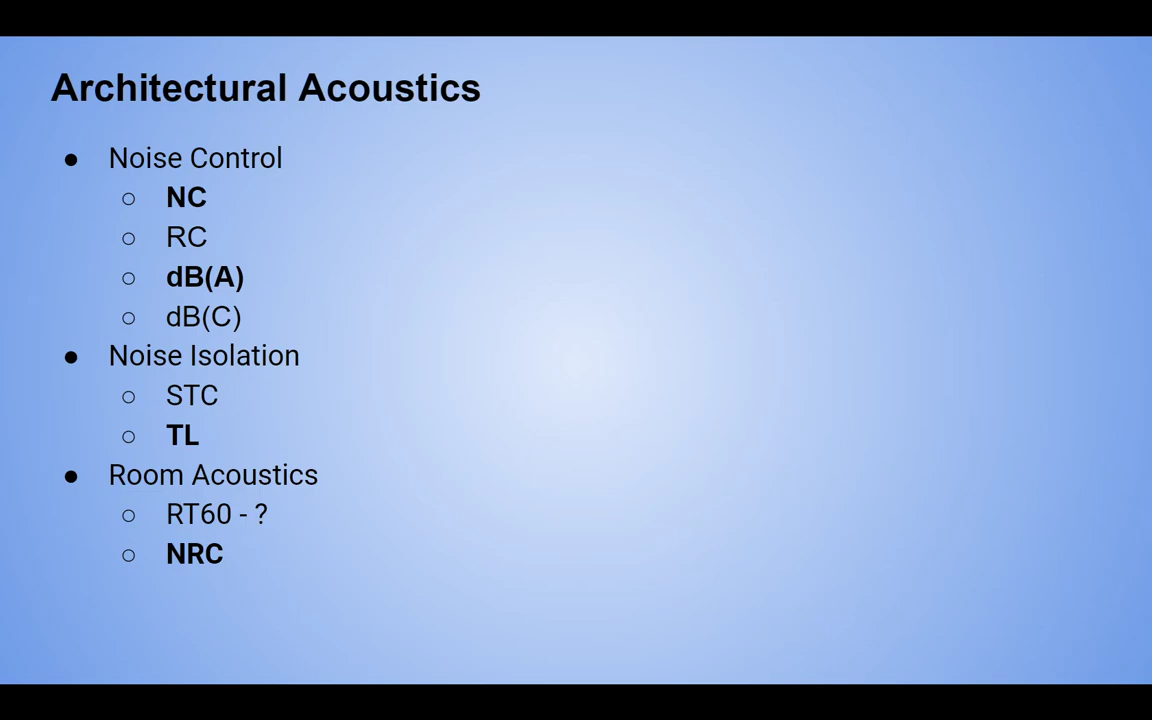 Architectural Acoustics
● Noise Control
○ NC
○ RC
○ dB(A)
○ dB(C)
● Noise Isolation
○ STC
○ TL
● Room Acoustics
○ RT60 - ?
○ NRC